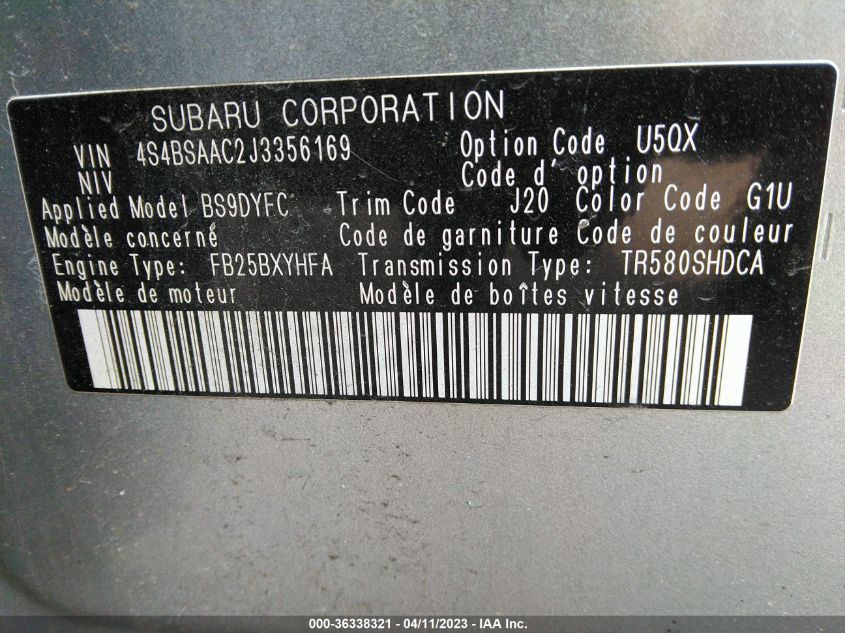 SUBARU CORPORATION
VIN 4S4BSAAC2J3356169 Option Code U5QX
NIV Code d' option
Applied Model BS9DYFC Trim Code J20 Color Code G1U
Modèle concerné Code de garniture Code de couleur
Engine Type: FB25BXYHFA Transmission Type: TR580SHDCA
Modèle de moteur Modèle de boîtes vitesse
000-36338321 - 04/11/2023 - IAA Inc.